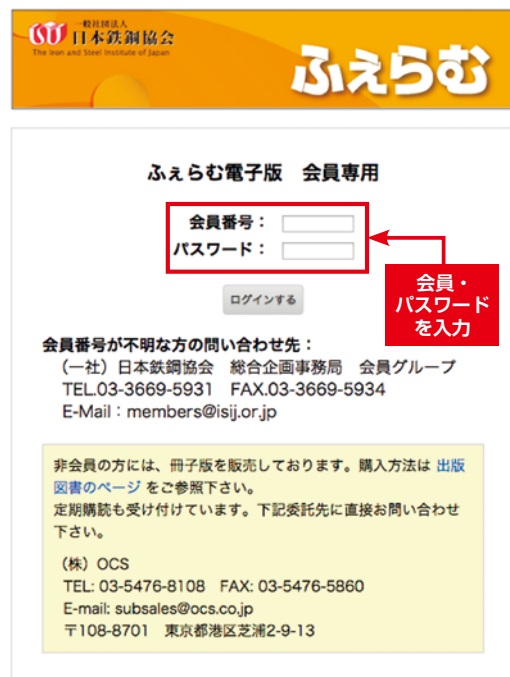 一般社団法人
日本鉄鋼協会
The Iron and Steel Institute of Japan
ふぇらむ
ふぇらむ電子版　会員専用
会員番号：
パスワード：
会員・
パスワード
を入力
ログインする
会員番号が不明な方の問い合わせ先：
（一社）日本鉄鋼協会　総合企画事務局　会員グループ
TEL.03-3669-5931　FAX.03-3669-5934
E-Mail：members@isij.or.jp
非会員の方には、冊子版を販売しております。購入方法は 出版
図書のページ をご参照下さい。
定期購読も受け付けています。下記委託先に直接お問い合わせ
下さい。
（株）OCS
TEL: 03-5476-8108　FAX: 03-5476-5860
E-mail: subsales@ocs.co.jp
〒108-8701　東京都港区芝浦2-9-13